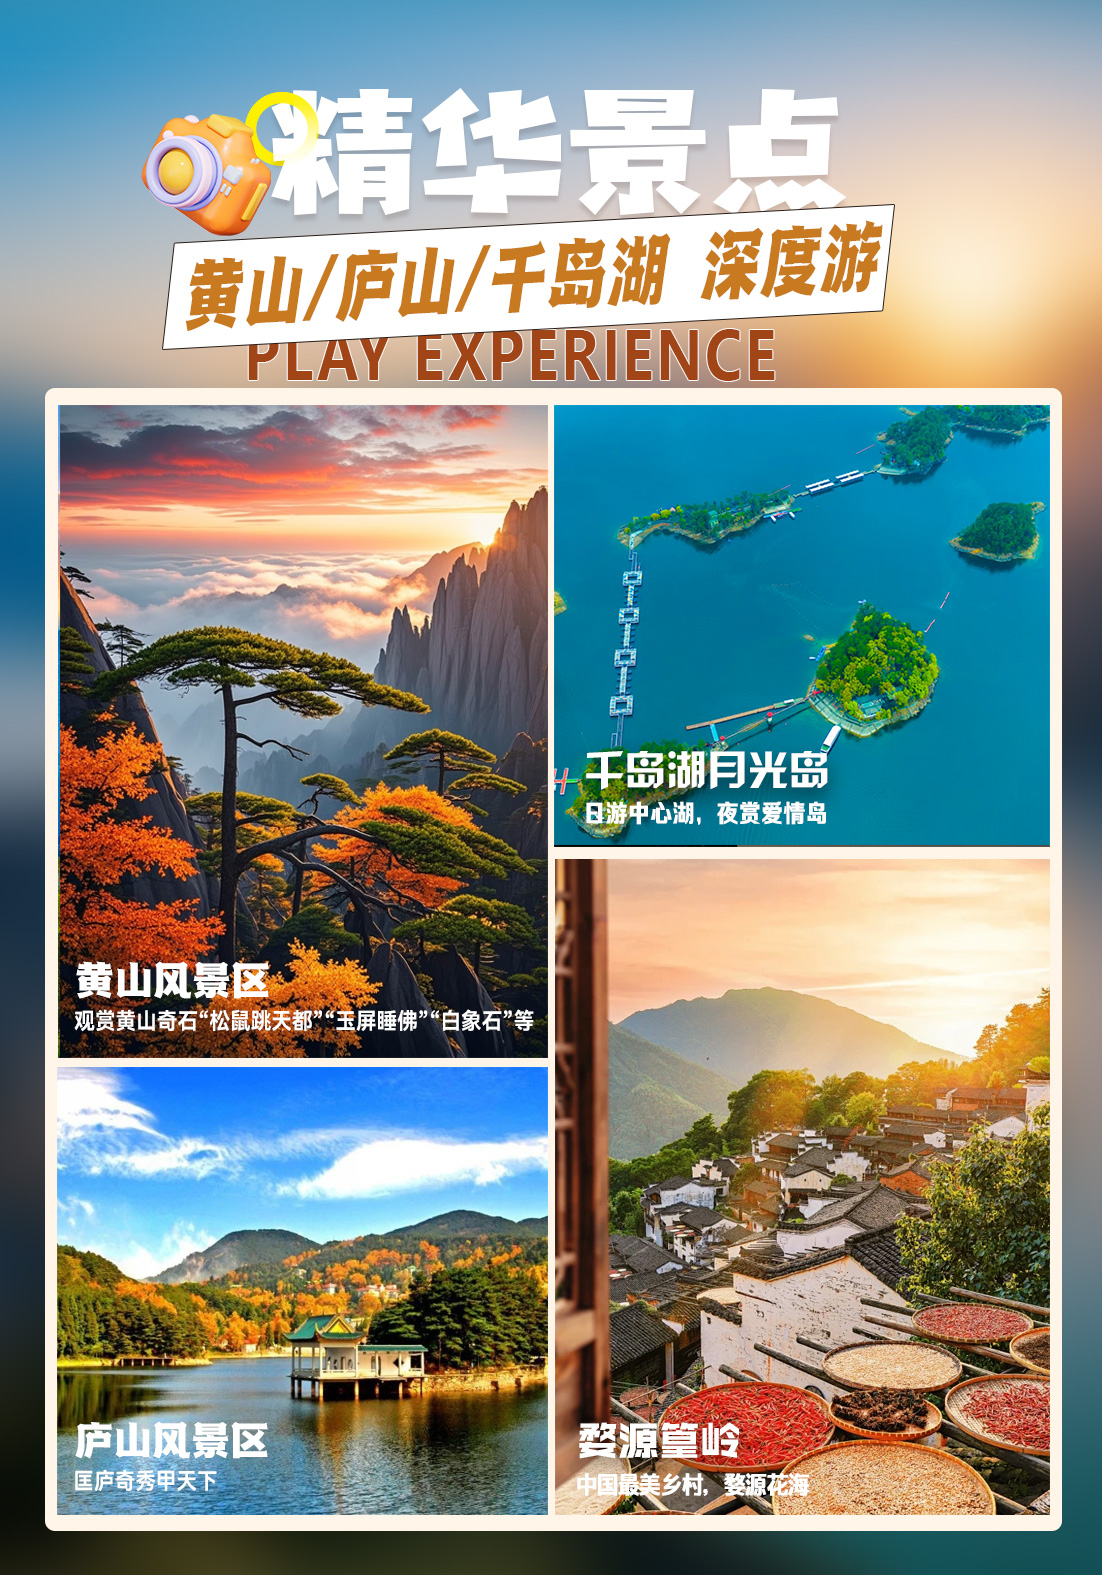 精华景点
黄山/庐山/千岛湖 深度游
PLAY EXPERIENCE
黄山风景区
观赏黄山奇石“松鼠跳天都”“玉屏睡佛”“白象石”等
千岛湖月光岛
日游中心湖，夜赏爱情岛
庐山风景区
匡庐奇秀甲天下
婺源篁岭
中国最美乡村，婺源花海